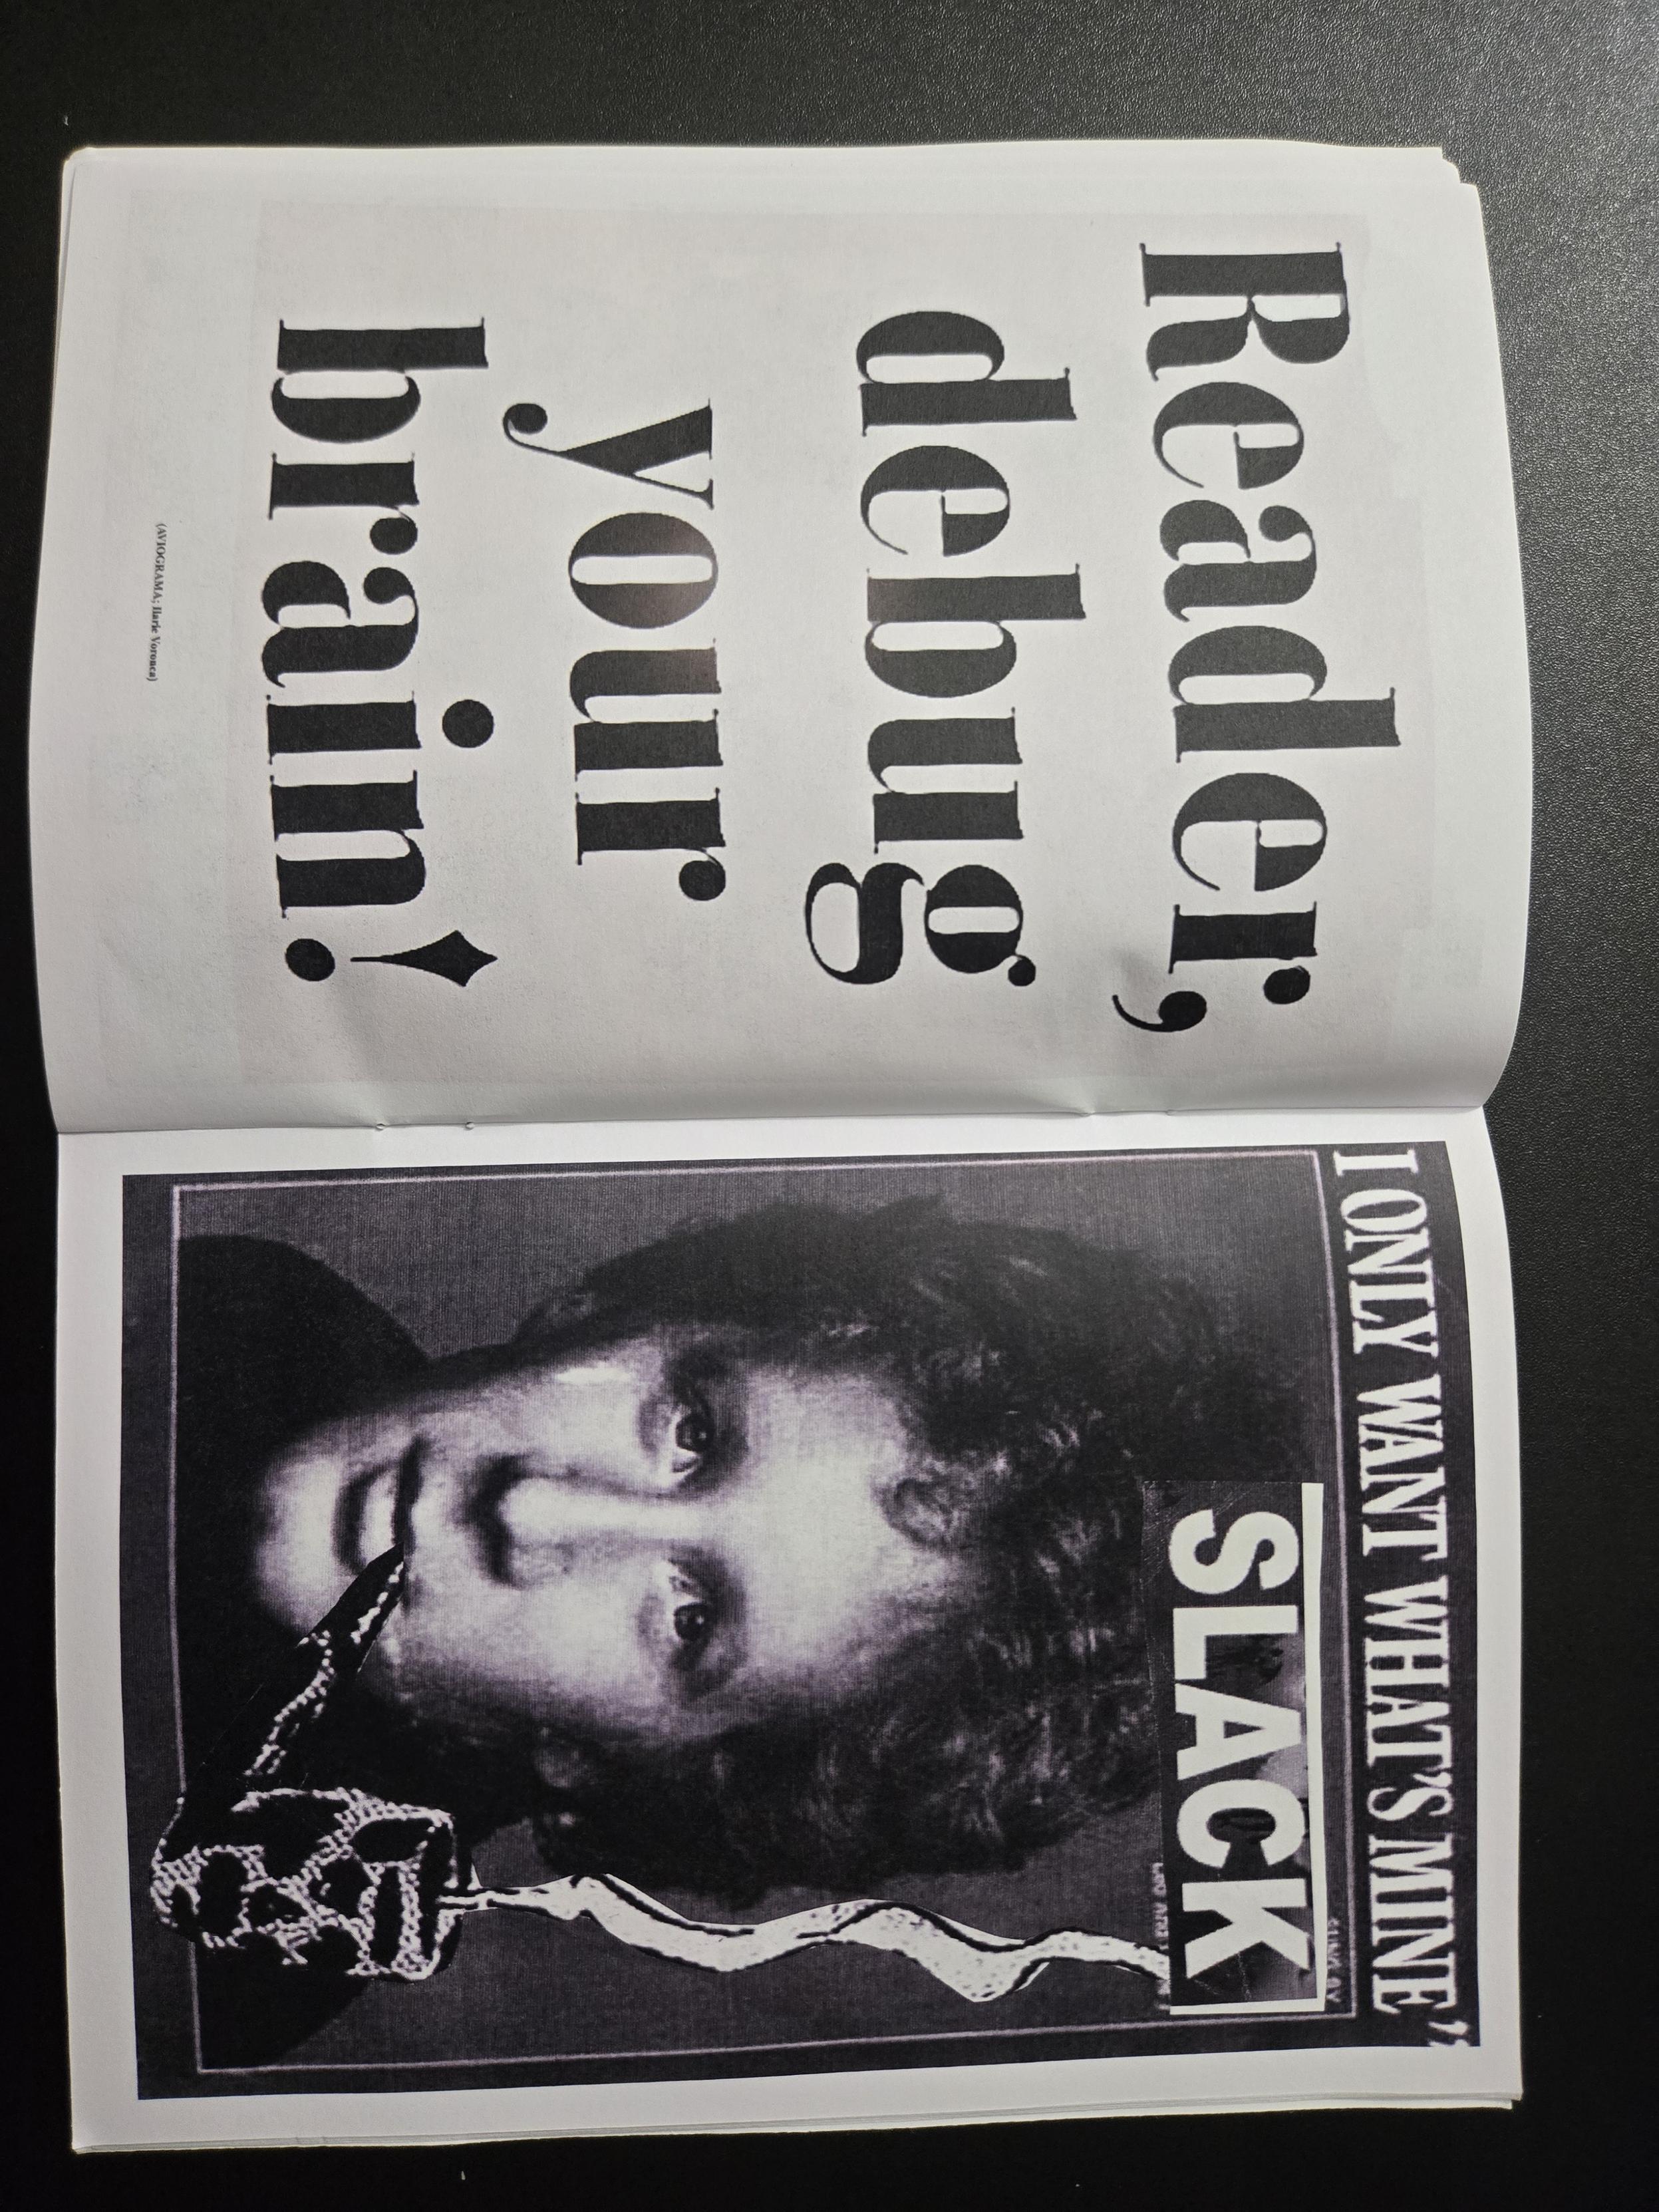 Reader,
debug
your
brain!
(AVIOGRAMA; Ilarie Voronca)
I ONLY WANT WHAT'S MINE”
SLACK